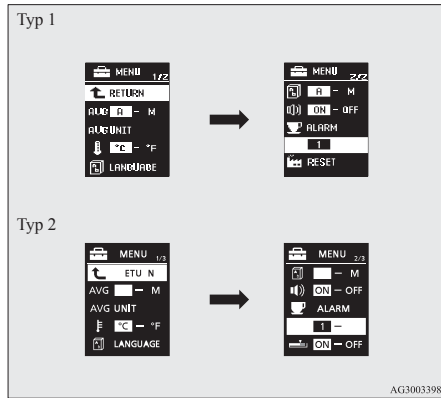 Typ 1
MENU 1/2
RETURN
AVG A - M
AVG UNIT
°C - °F
LANGUAGE
MENU 2/2
A - M
ON - OFF
ALARM
1
RESET
Typ 2
MENU 1/3
ETU N
AVG – M
AVG UNIT
°C – °F
LANGUAGE
MENU 2/3
– M
ON – OFF
ALARM
1 –
ON – OFF
AG3003398